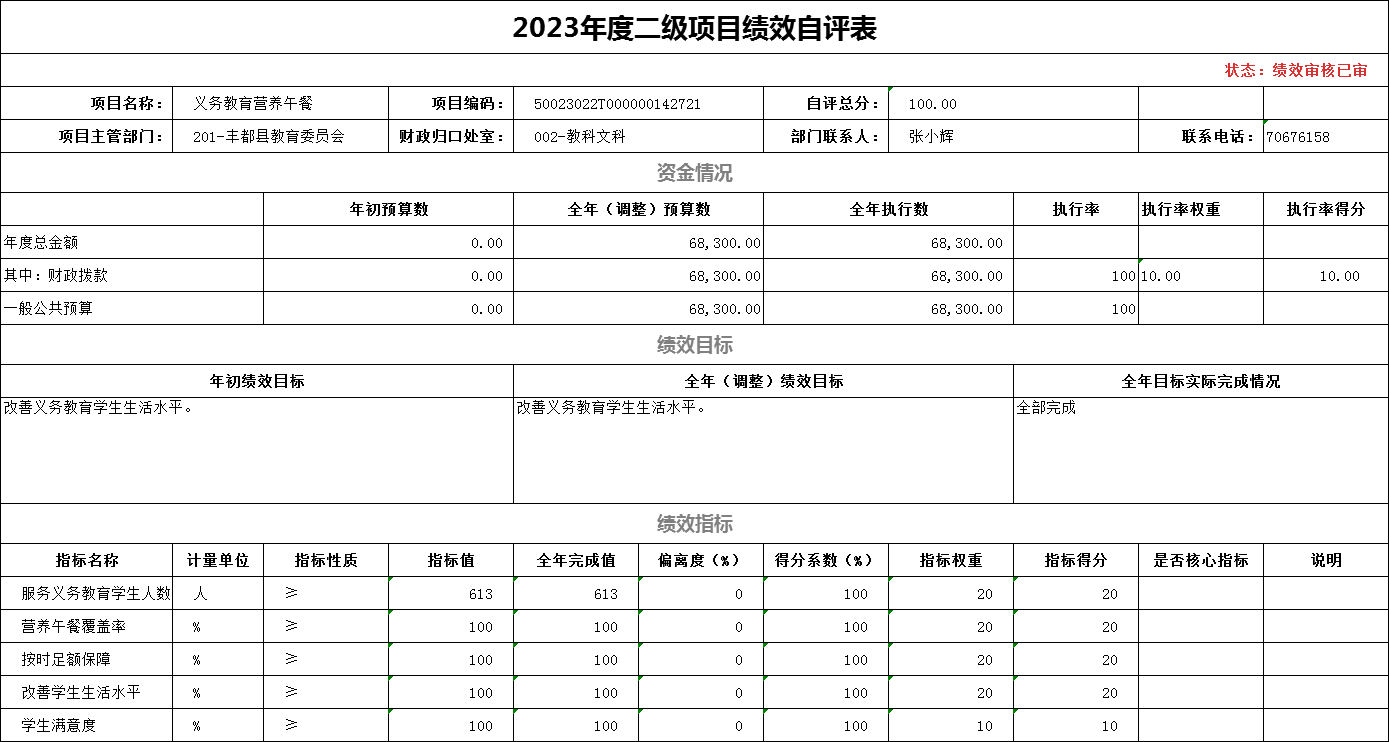 2023年度二级项目绩效自评表
状态：绩效审核已审
项目名称： 义务教育营养午餐 项目编码： 50023022T000000142721 自评总分： 100.00
项目主管部门： 201-丰都县教育委员会 财政归口处室： 002-教科文科 部门联系人： 张小辉 联系电话： 70676158
资金情况
年初预算数 全年（调整）预算数 全年执行数 执行率 执行率权重 执行率得分
年度总金额 0.00 68,300.00 68,300.00
其中：财政拨款 0.00 68,300.00 68,300.00 100 10.00 10.00
一般公共预算 0.00 68,300.00 68,300.00 100
绩效目标
年初绩效目标 全年（调整）绩效目标 全年目标实际完成情况
改善义务教育学生生活水平。 改善义务教育学生生活水平。 全部完成
绩效指标
指标名称 计量单位 指标性质 指标值 全年完成值 偏离度（%） 得分系数（%） 指标权重 指标得分 是否核心指标 说明
服务义务教育学生人数 人 ≥ 613 613 0 100 20 20
营养午餐覆盖率 % ≥ 100 100 0 100 20 20
按时足额保障 % ≥ 100 100 0 100 20 20
改善学生生活水平 % ≥ 100 100 0 100 20 20
学生满意度 % ≥ 100 100 0 100 10 10